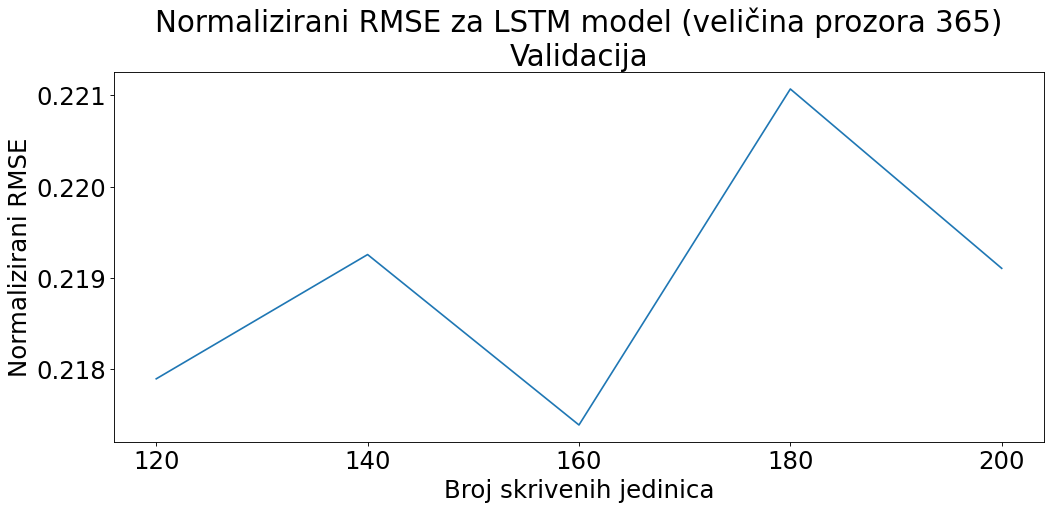 Normalizirani RMSE za LSTM model (veličina prozora 365)
Validacija
Normalizirani RMSE
0.221
0.220
0.219
0.218
120 140 160 180 200
Broj skrivenih jedinica